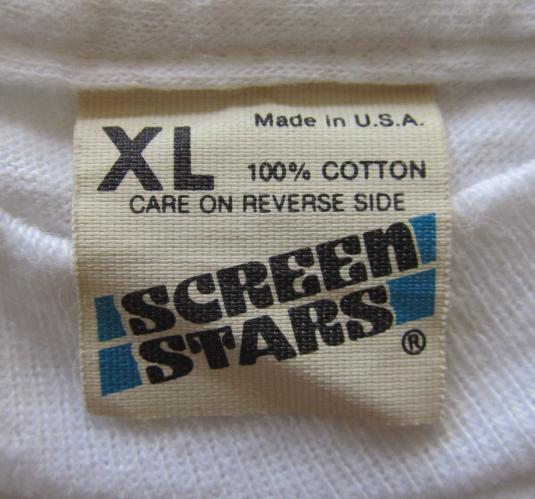 Made in U.S.A.
XL
100% COTTON
CARE ON REVERSE SIDE
SCREEN
STARS
®